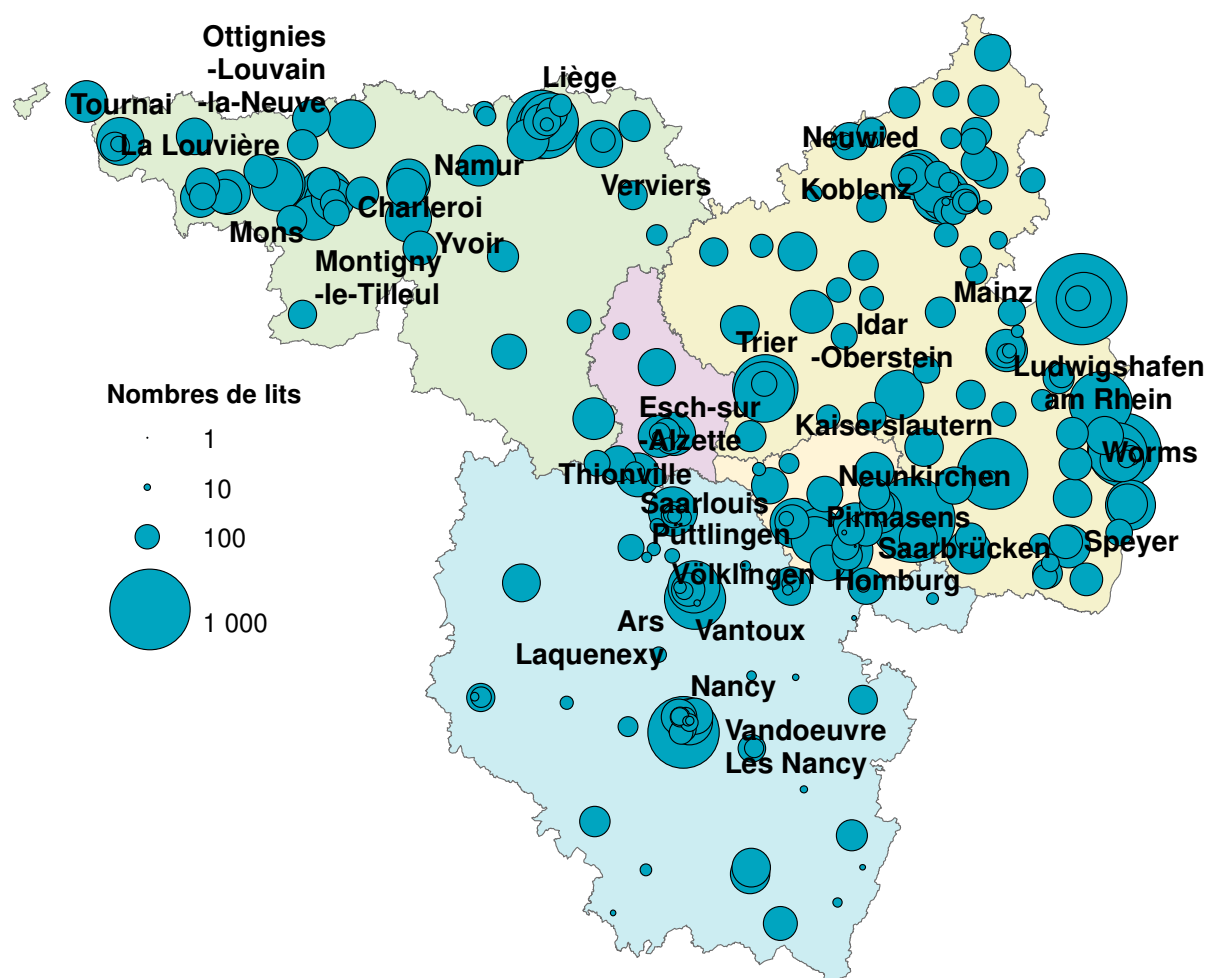 Ottignies
-Louvain
-la-Neuve
Liège
Tournai
La Louvière
Neuwied
Namur
Verviers
Koblenz
Charleroi
Mons
Yvoir
Montigny
-le-Tilleul
Mainz
Idar
-Oberstein
Trier
Ludwigshafen
am Rhein
Nombres de lits
1
10
100
1 000
Esch-sur
-Alzette
Kaiserslautern
Worms
Thionville
Neunkirchen
Saarlouis
Püttlingen
Pirmasens
Saarbrücken
Speyer
Völklingen
Homburg
Ars
Laquenexy
Vantoux
Nancy
Vandoeuvre
Les Nancy